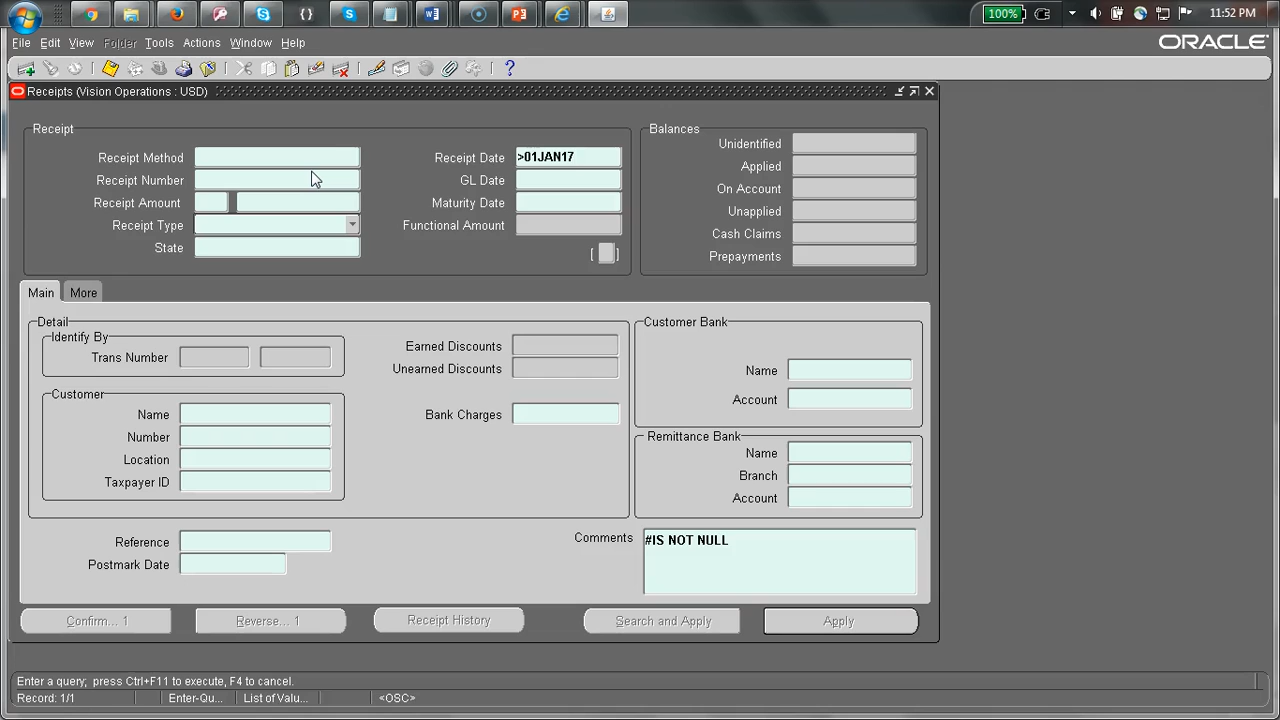 100%
11:52 PM
File Edit View Folder Tools Actions Window Help
ORACLE
Receipts (Vision Operations : USD)
Receipt
Receipt Method
Receipt Number
Receipt Amount
Receipt Type
State
Receipt Date >01JAN17
GL Date
Maturity Date
Functional Amount
[ ]
Balances
Unidentified
Applied
On Account
Unapplied
Cash Claims
Prepayments
Main More
Detail
Identify By
Trans Number
Customer
Name
Number
Location
Taxpayer ID
Earned Discounts
Unearned Discounts
Bank Charges
Customer Bank
Name
Account
Remittance Bank
Name
Branch
Account
Reference
Postmark Date
Comments #IS NOT NULL
Confirm... 1 Reverse... 1 Receipt History Search and Apply Apply
Enter a query; press Ctrl+F11 to execute, F4 to cancel.
Record: 1/1 Enter-Qu... List of Valu... <OSC>